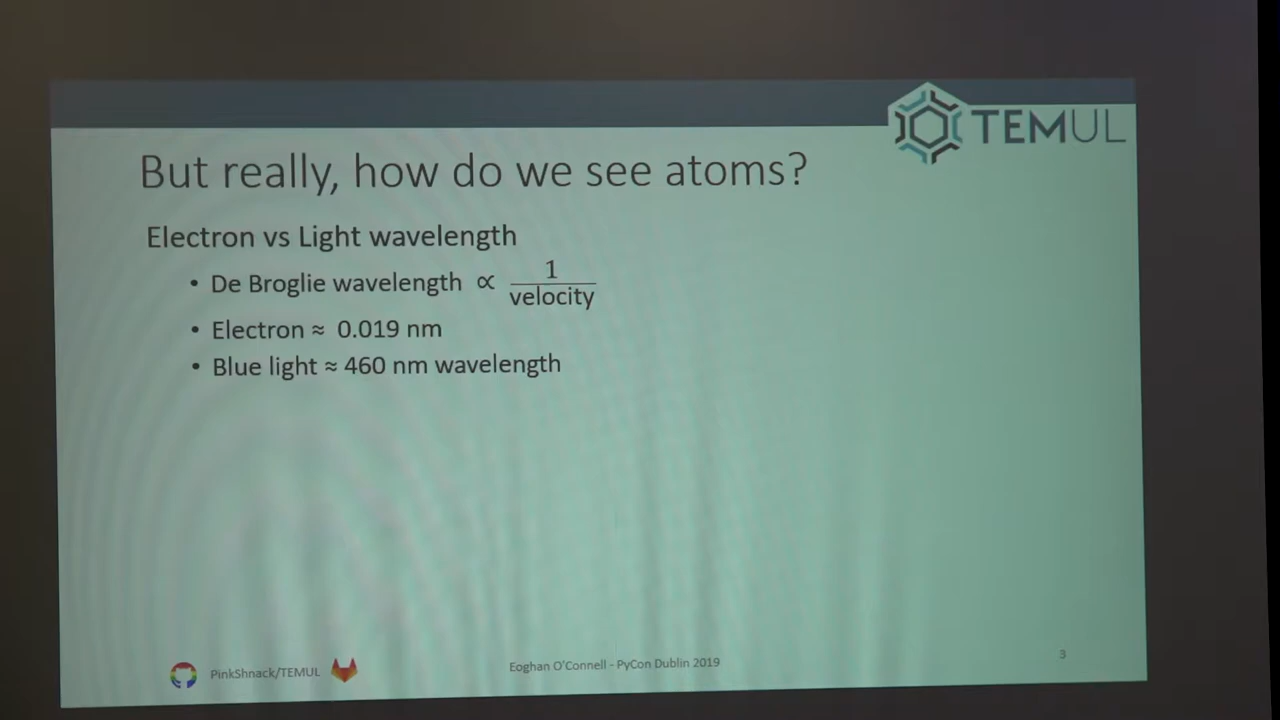 TEMUL
But really, how do we see atoms?
Electron vs Light wavelength
• De Broglie wavelength ∝ 1/velocity
• Electron ≈ 0.019 nm
• Blue light ≈ 460 nm wavelength
PinkShnack/TEMUL
Eoghan O'Connell - PyCon Dublin 2019
3